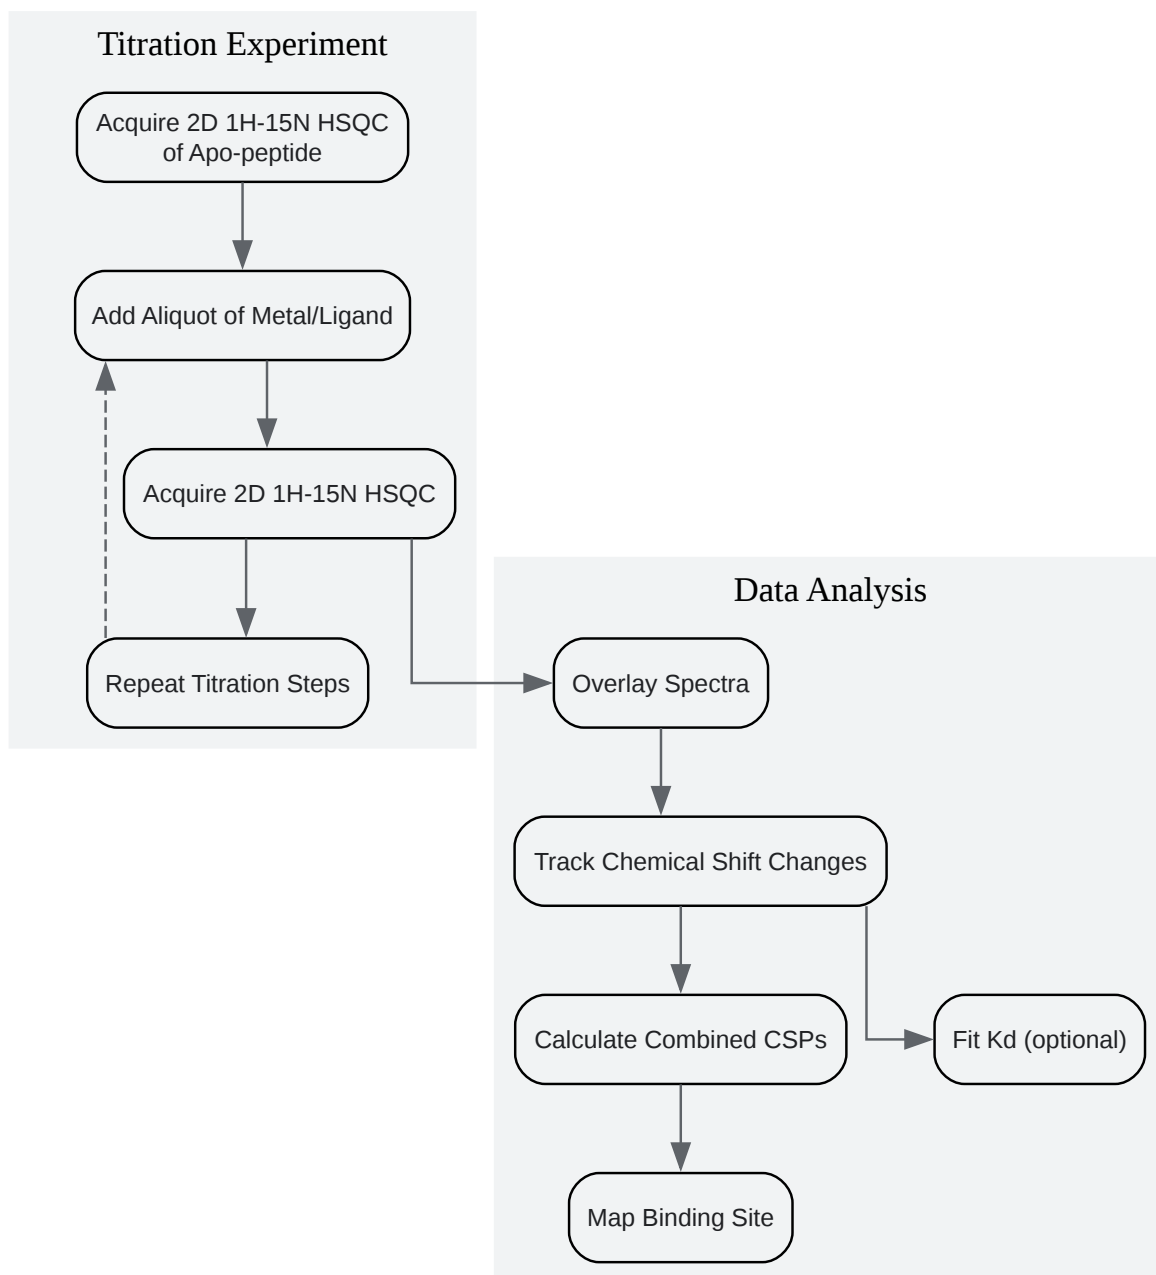 Titration Experiment
Acquire 2D 1H-15N HSQC
of Apo-peptide
Add Aliquot of Metal/Ligand
Acquire 2D 1H-15N HSQC
Repeat Titration Steps
Data Analysis
Overlay Spectra
Track Chemical Shift Changes
Calculate Combined CSPs
Fit Kd (optional)
Map Binding Site